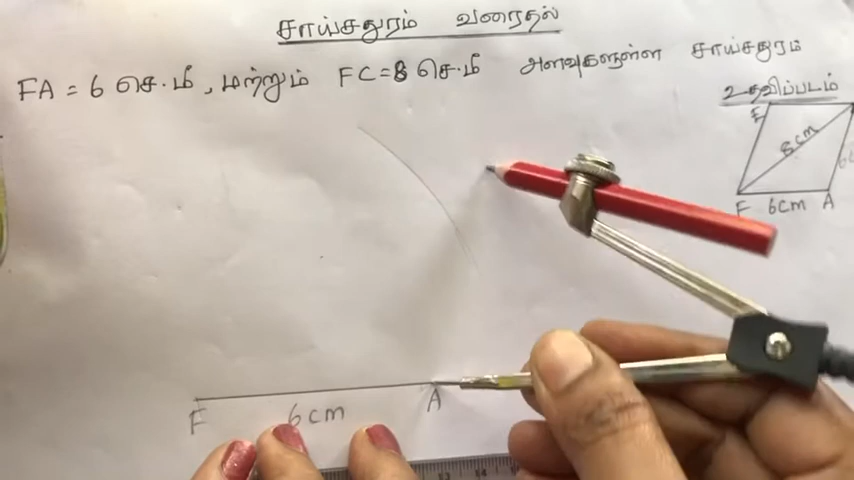 சாய்சதுரம் வரைதல்
FA = 6 செ.மீ, மற்றும் FC = 8 செ.மீ அளவுகளுள்ள சாய்சதுரம்
உதவிப்படம்
8cm
F 6cm A
F 6cm A